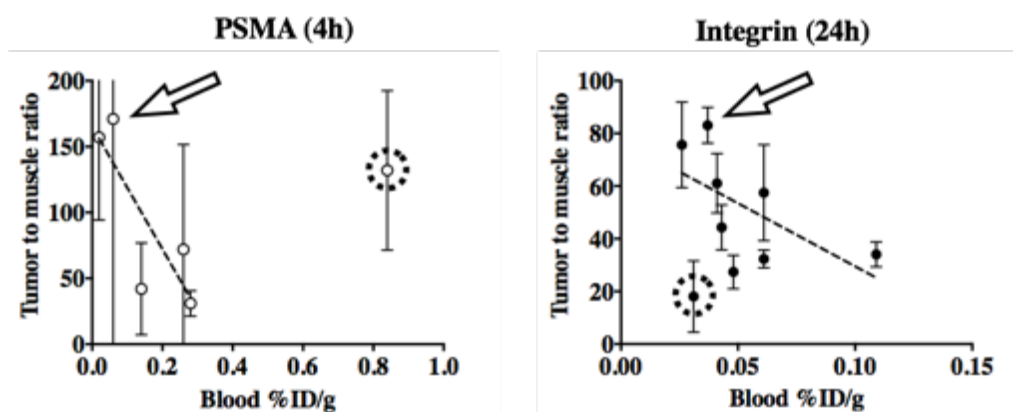 PSMA (4h)
Tumor to muscle ratio
200
150
100
50
0
0.0 0.2 0.4 0.6 0.8 1.0
Blood %ID/g
Integrin (24h)
Tumor to muscle ratio
100
80
60
40
20
0
0.00 0.05 0.10 0.15
Blood %ID/g